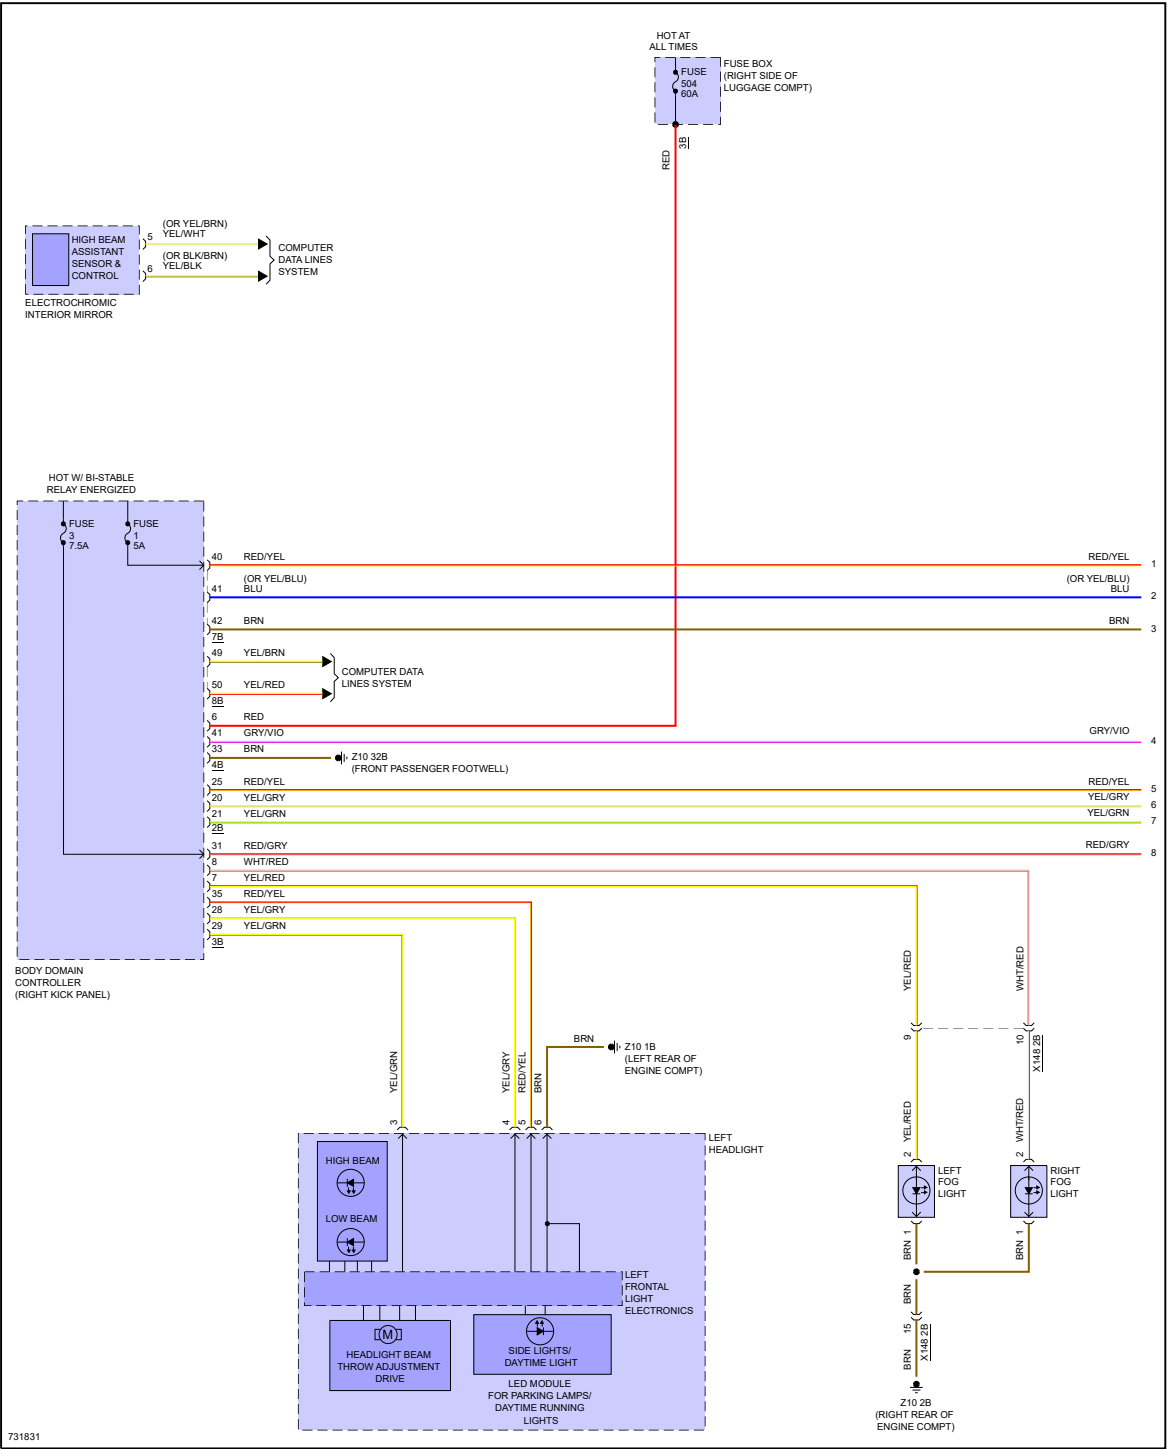 HOT AT
ALL TIMES
FUSE
504
60A
FUSE BOX
(RIGHT SIDE OF
LUGGAGE COMPT)
RED
3B
HIGH BEAM
ASSISTANT
SENSOR &
CONTROL
5
(OR YEL/BRN)
YEL/WHT
6
(OR BLK/BRN)
YEL/BLK
COMPUTER
DATA LINES
SYSTEM
ELECTROCHROMIC
INTERIOR MIRROR
HOT W/ BI-STABLE
RELAY ENERGIZED
FUSE
3
7.5A
FUSE
1
5A
40 RED/YEL RED/YEL 1
(OR YEL/BLU) (OR YEL/BLU)
41 BLU BLU 2
42 BRN BRN 3
7B
49 YEL/BRN
COMPUTER DATA
LINES SYSTEM
50 YEL/RED
8B
6 RED
41 GRY/VIO GRY/VIO 4
33 BRN
4B
Z10 32B
(FRONT PASSENGER FOOTWELL)
25 RED/YEL RED/YEL 5
20 YEL/GRY YEL/GRY 6
21 YEL/GRN YEL/GRN 7
2B
31 RED/GRY RED/GRY 8
8 WHT/RED
7 YEL/RED
35 RED/YEL
28 YEL/GRY
29 YEL/GRN
3B
BODY DOMAIN
CONTROLLER
(RIGHT KICK PANEL)
YEL/RED
WHT/RED
9
10
X148 2B
BRN
Z10 1B
(LEFT REAR OF
ENGINE COMPT)
YEL/GRN
YEL/GRY
RED/YEL
BRN
3
4
5
6
LEFT
HEADLIGHT
HIGH BEAM
LOW BEAM
LEFT
FRONTAL
LIGHT
ELECTRONICS
M
HEADLIGHT BEAM
THROW ADJUSTMENT
DRIVE
SIDE LIGHTS/
DAYTIME LIGHT
LED MODULE
FOR PARKING LAMPS/
DAYTIME RUNNING
LIGHTS
YEL/RED
WHT/RED
2
2
LEFT
FOG
LIGHT
RIGHT
FOG
LIGHT
BRN 1
BRN 1
BRN
15
X148 2B
BRN
Z10 2B
(RIGHT REAR OF
ENGINE COMPT)
731831